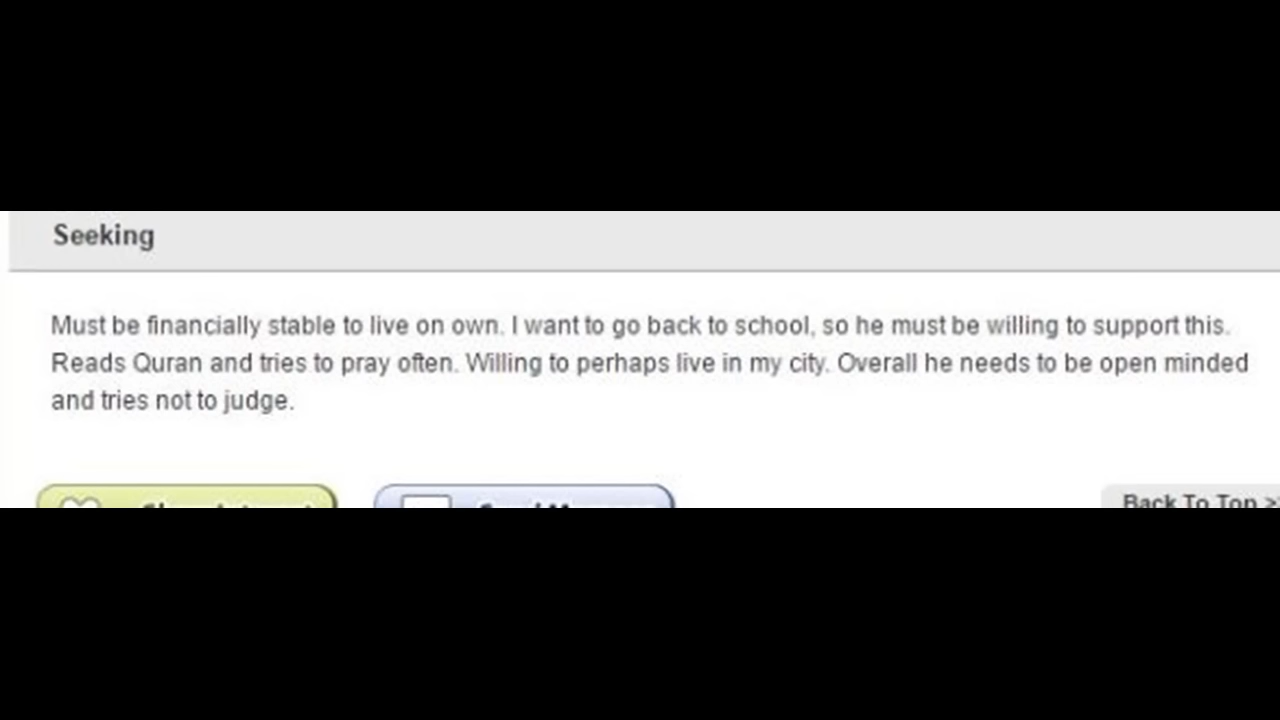 Seeking
Must be financially stable to live on own. I want to go back to school, so he must be willing to support this.
Reads Quran and tries to pray often. Willing to perhaps live in my city. Overall he needs to be open minded
and tries not to judge.
Back To Top >